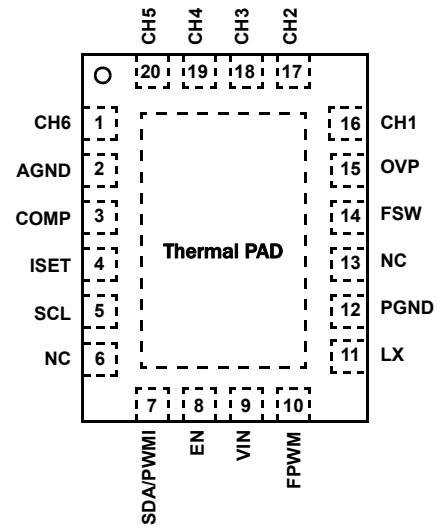 CH5
CH4
CH3
CH2
20
19
18
17
CH6
1
16
CH1
AGND
2
15
OVP
COMP
3
14
FSW
Thermal PAD
ISET
4
13
NC
SCL
5
12
PGND
NC
6
11
LX
7
8
9
10
SDA/PWMI
EN
VIN
FPWM